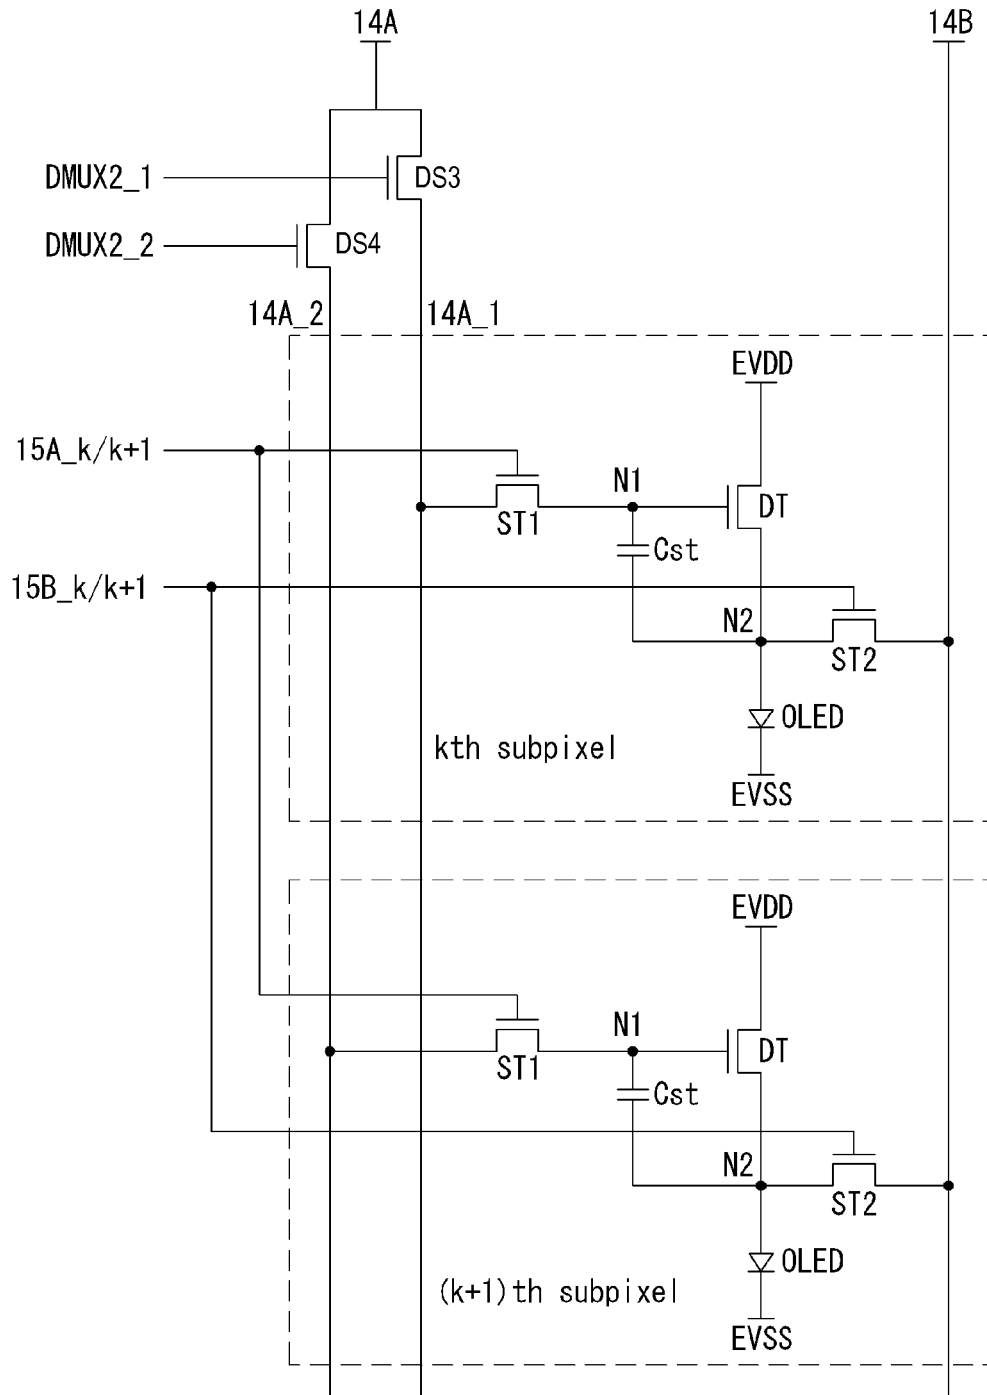 14A
14B
DMUX2_1
DS3
DMUX2_2
DS4
14A_2
14A_1
EVDD
15A_k/k+1
N1
DT
ST1
Cst
15B_k/k+1
N2
ST2
OLED
kth subpixel
EVSS
EVDD
N1
DT
ST1
Cst
N2
ST2
OLED
(k+1)th subpixel
EVSS